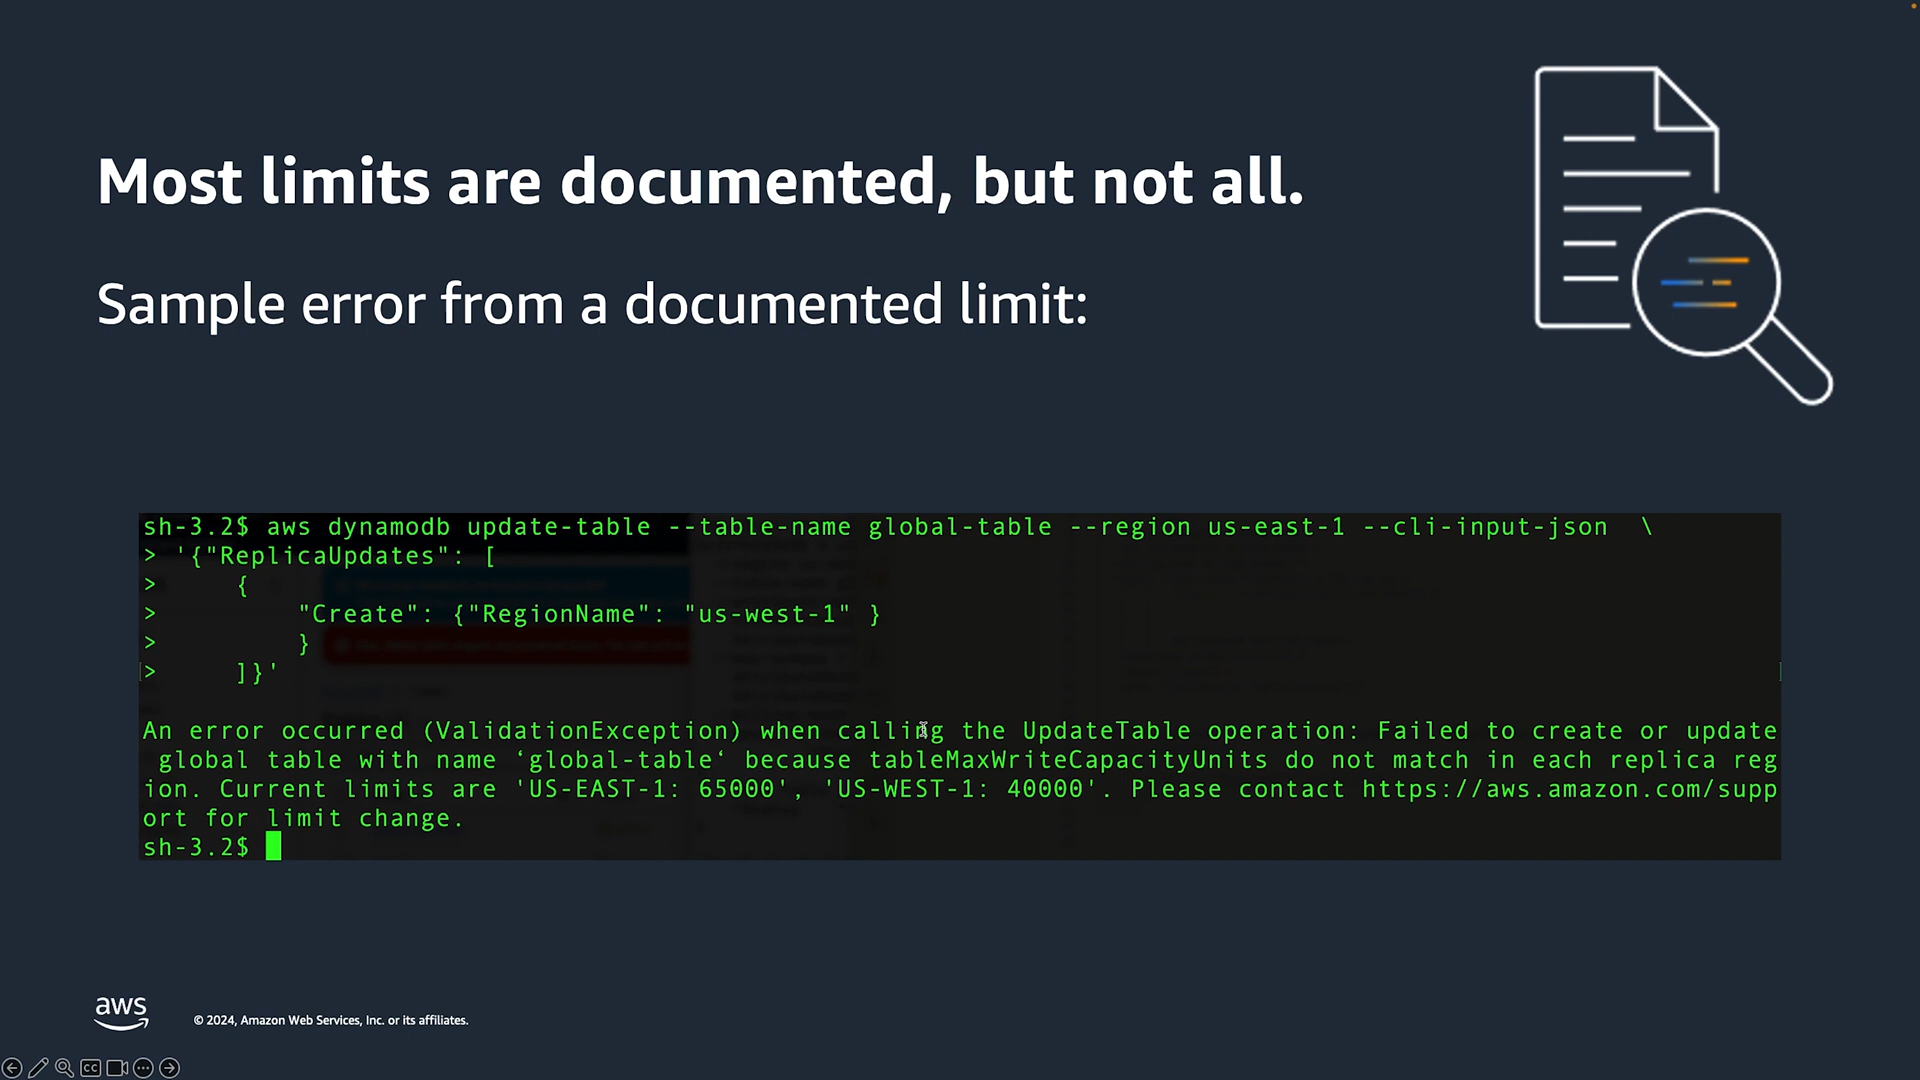 Most limits are documented, but not all.
Sample error from a documented limit:
sh-3.2$ aws dynamodb update-table --table-name global-table --region us-east-1 --cli-input-json  \
> '{"ReplicaUpdates": [
>     {
>         "Create": {"RegionName": "us-west-1" }
>         }
>     ]}'
An error occurred (ValidationException) when calling the UpdateTable operation: Failed to create or update
 global table with name ‘global-table‘ because tableMaxWriteCapacityUnits do not match in each replica reg
ion. Current limits are 'US-EAST-1: 65000', 'US-WEST-1: 40000'. Please contact https://aws.amazon.com/supp
ort for limit change.
sh-3.2$
aws
© 2024, Amazon Web Services, Inc. or its affiliates.
CC